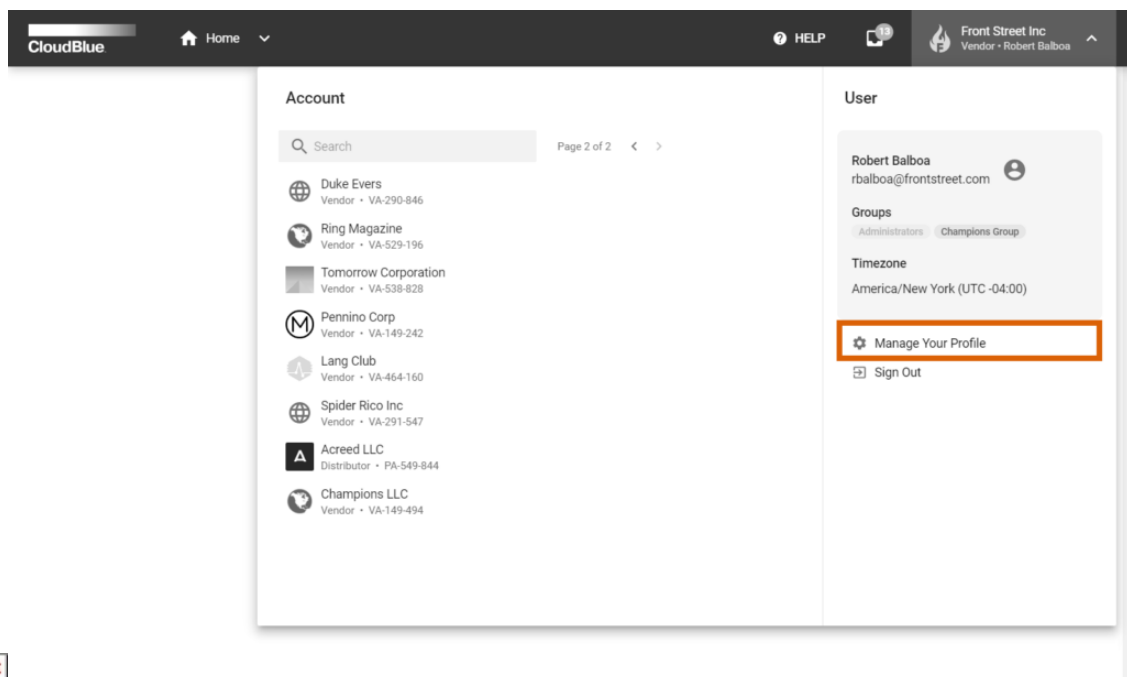 CloudBlue
Home
HELP
13
Front Street Inc
Vendor • Robert Balboa
Account
Search
Page 2 of 2
Duke Evers
Vendor • VA-290-846
Ring Magazine
Vendor • VA-529-196
Tomorrow Corporation
Vendor • VA-538-828
Pennino Corp
Vendor • VA-149-242
Lang Club
Vendor • VA-464-160
Spider Rico Inc
Vendor • VA-291-547
Acreed LLC
Distributor • PA-549-844
Champions LLC
Vendor • VA-149-494
User
Robert Balboa
rbalboa@frontstreet.com
Groups
Administrators Champions Group
Timezone
America/New York (UTC -04:00)
Manage Your Profile
Sign Out